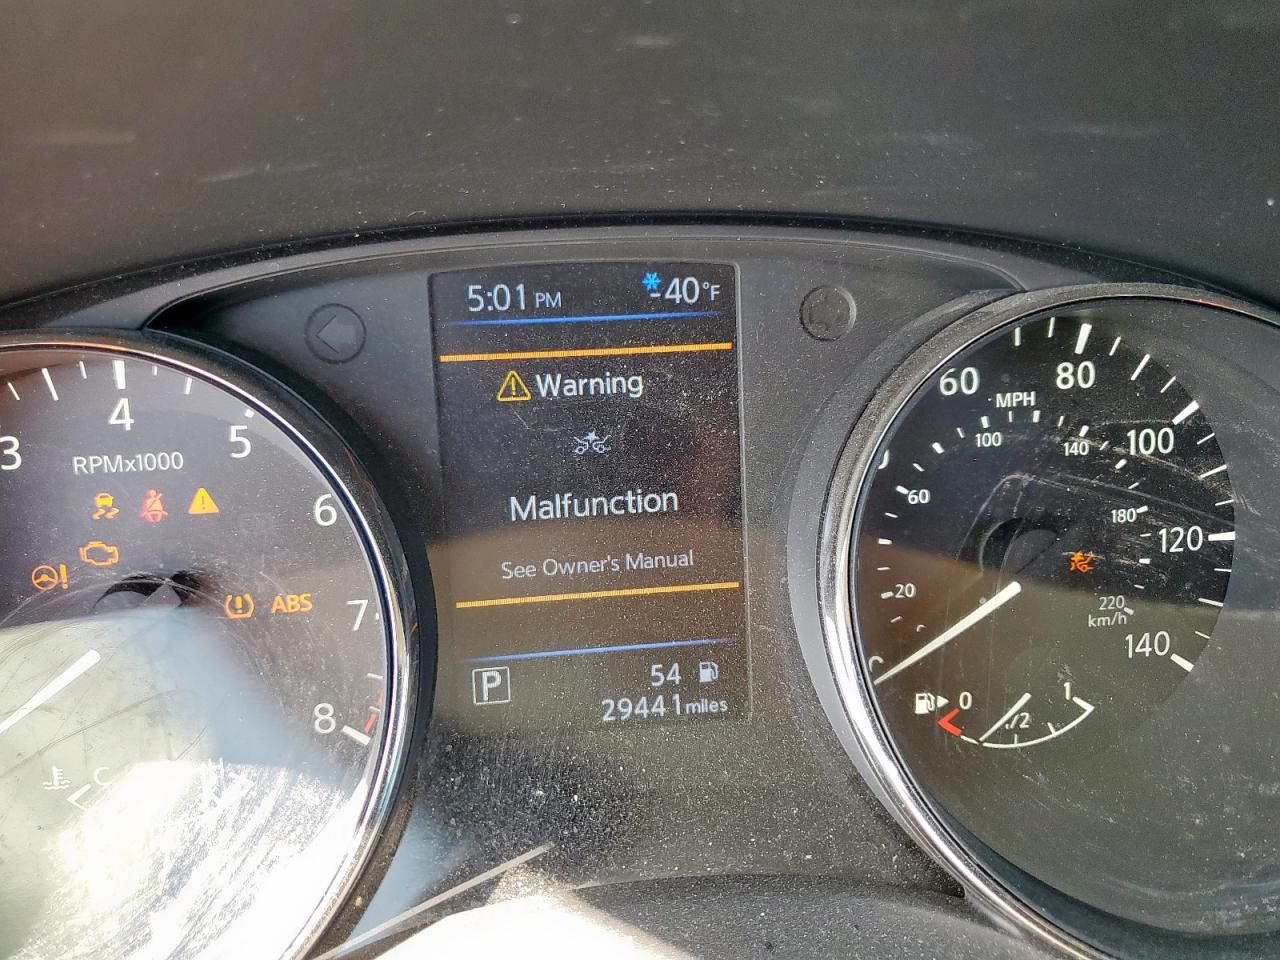 5:01 PM
-40°F
Warning
Malfunction
See Owner's Manual
P
54
29441 miles
3
4
5
6
7
8
RPMx1000
ABS
C
H
60
80
100
120
140
MPH
20
60
100
140
180
220
km/h
0
1/2
1